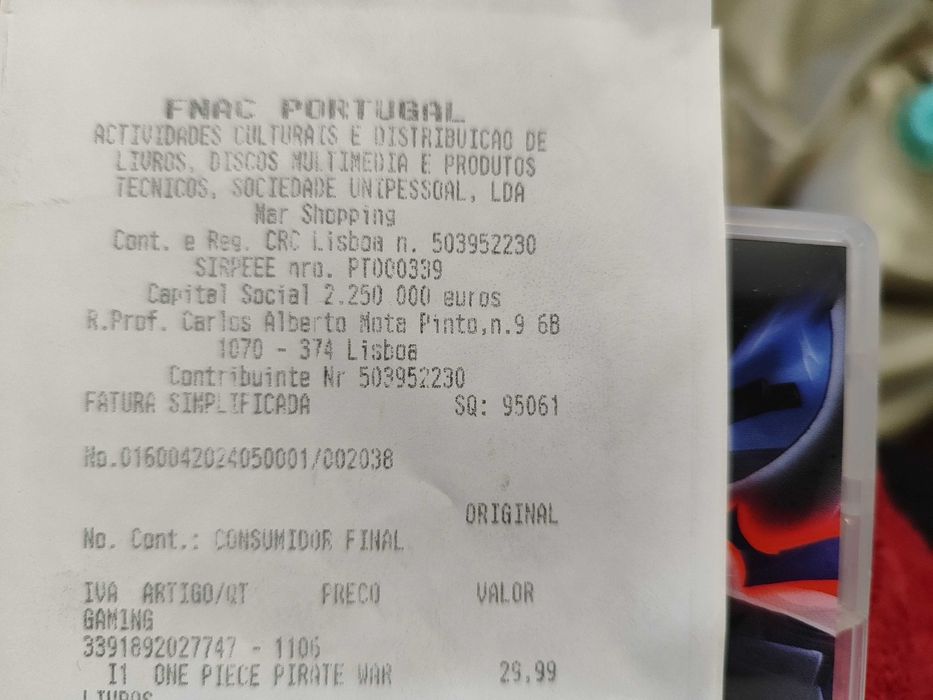 FNAC PORTUGAL
ACTIVIDADES CULTURAIS E DISTRIBUICAO DE
LIVROS, DISCOS MULTIMEDIA E PRODUTOS
TECNICOS, SOCIEDADE UNIPESSOAL, LDA
Mar Shopping
Cont. e Reg. CRC Lisboa n. 503952230
SIRPEEE nro. PT000339
Capital Social 2.250 000 euros
R.Prof. Carlos Alberto Mota Pinto,n.9 6B
1070 - 374 Lisboa
Contribuinte Nr 503952230
FATURA SIMPLIFICADA SQ: 95061
No.0160042024050001/002038
ORIGINAL
No. Cont.: CONSUMIDOR FINAL
IVA ARTIGO/QT PRECO VALOR
GAMING
3391892027747 - 1106
I1 ONE PIECE PIRATE WAR 29.99
LIVROS